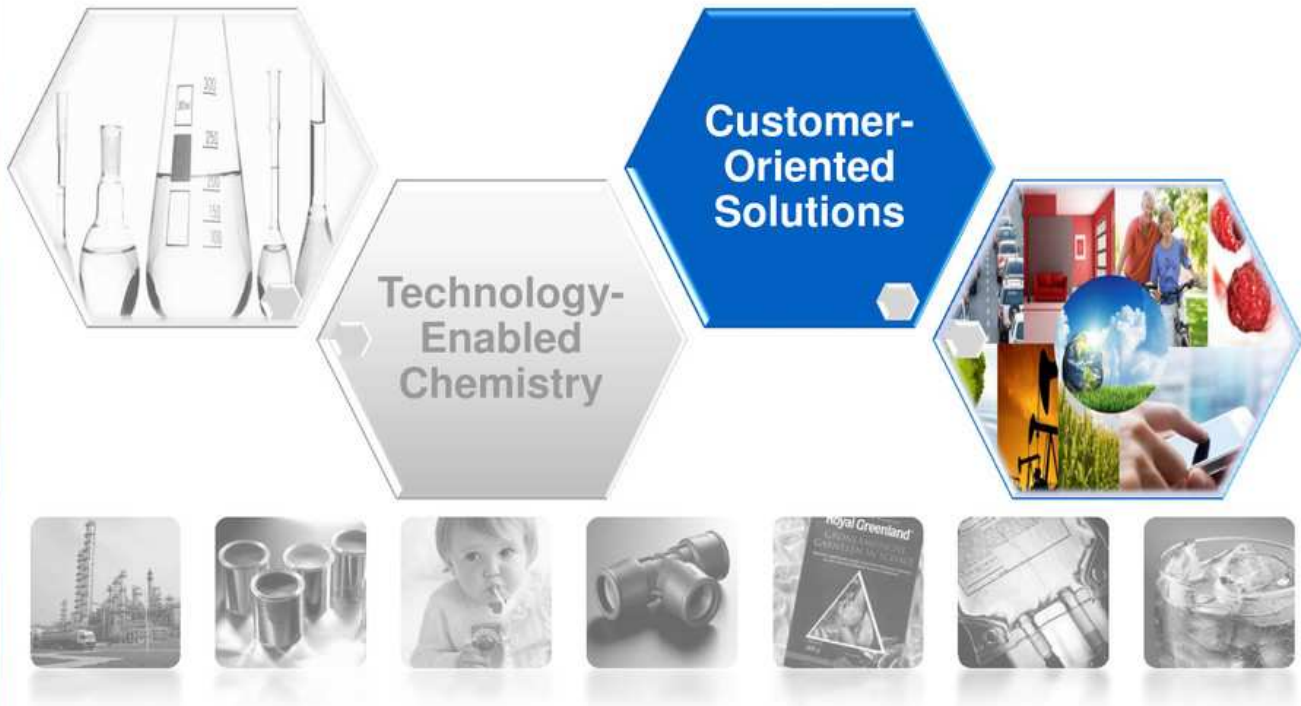 Customer-
Oriented
Solutions
Technology-
Enabled
Chemistry
Royal Greenland